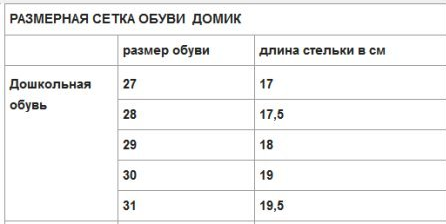 РАЗМЕРНАЯ СЕТКА ОБУВИ ДОМИК
размер обуви длина стельки в см
Дошкольная обувь 27 17
28 17,5
29 18
30 19
31 19,5